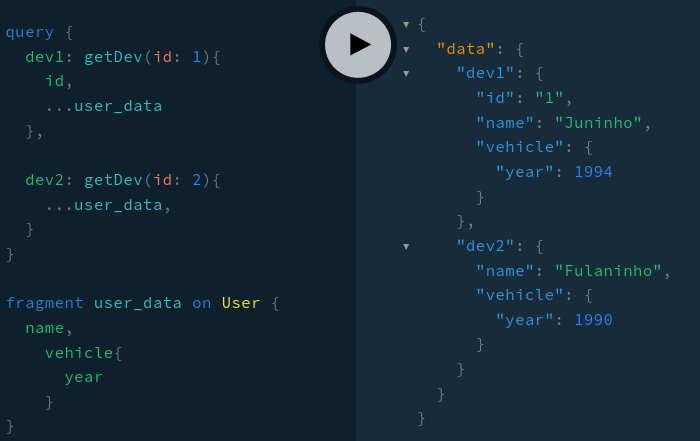 query {
  dev1: getDev(id: 1){
    id,
    ...user_data
  },

  dev2: getDev(id: 2){
    ...user_data,
  }
}

fragment user_data on User {
  name,
    vehicle{
      year
    }
}
{
  "data": {
    "dev1": {
      "id": "1",
      "name": "Juninho",
      "vehicle": {
        "year": 1994
      }
    },
    "dev2": {
      "name": "Fulaninho",
      "vehicle": {
        "year": 1990
      }
    }
  }
}